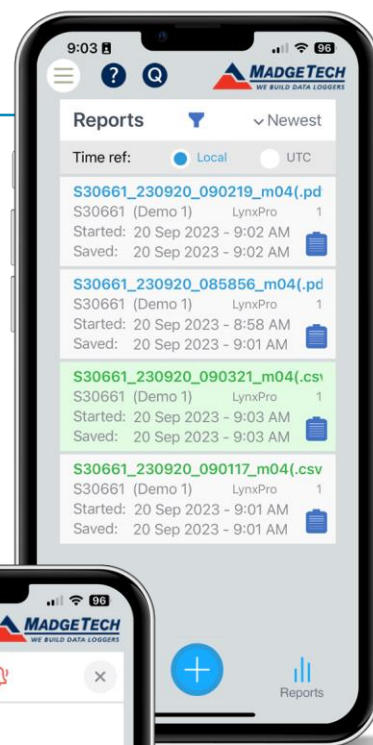 9:03
96
?
Q
MADGETECH
WE BUILD DATA LOGGERS
Reports
Newest
Time ref:
Local
UTC
S30661_230920_090219_m04(.pd
S30661 (Demo 1) LynxPro 1
Started: 20 Sep 2023 - 9:02 AM
Saved: 20 Sep 2023 - 9:02 AM
S30661_230920_085856_m04(.pd
S30661 (Demo 1) LynxPro 1
Started: 20 Sep 2023 - 8:58 AM
Saved: 20 Sep 2023 - 9:01 AM
S30661_230920_090321_m04(.csv
S30661 (Demo 1) LynxPro 1
Started: 20 Sep 2023 - 9:03 AM
Saved: 20 Sep 2023 - 9:03 AM
S30661_230920_090117_m04(.csv
S30661 (Demo 1) LynxPro 1
Started: 20 Sep 2023 - 9:01 AM
Saved: 20 Sep 2023 - 9:01 AM
96
MADGETECH
WE BUILD DATA LOGGERS
Reports